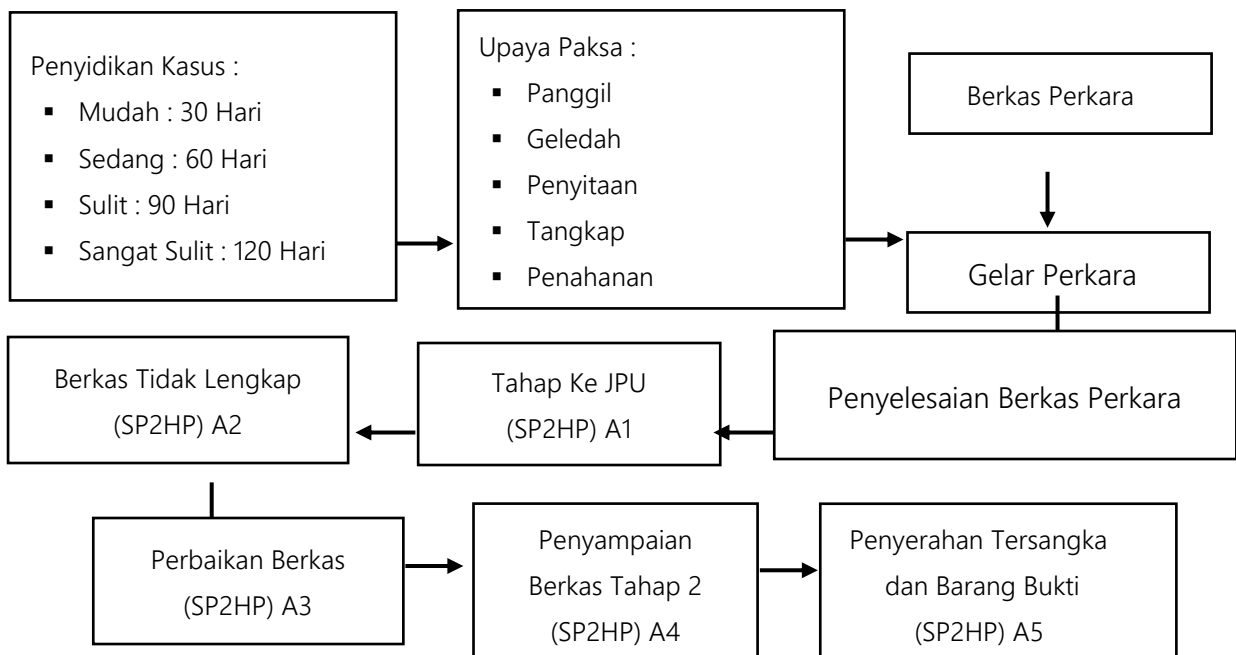 Penyidikan Kasus :
▪ Mudah : 30 Hari
▪ Sedang : 60 Hari
▪ Sulit : 90 Hari
▪ Sangat Sulit : 120 Hari
Upaya Paksa :
▪ Panggil
▪ Geledah
▪ Penyitaan
▪ Tangkap
▪ Penahanan
Berkas Perkara
Gelar Perkara
Penyelesaian Berkas Perkara
Tahap Ke JPU
(SP2HP) A1
Berkas Tidak Lengkap
(SP2HP) A2
Perbaikan Berkas
(SP2HP) A3
Penyampaian
Berkas Tahap 2
(SP2HP) A4
Penyerahan Tersangka
dan Barang Bukti
(SP2HP) A5